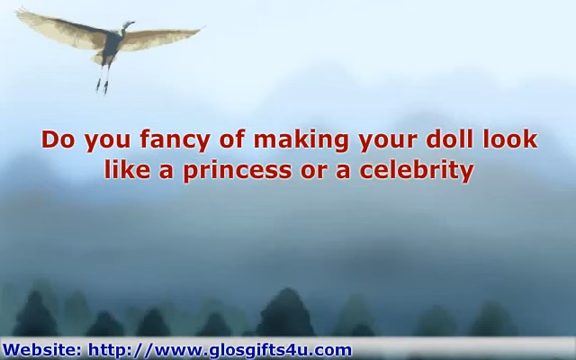 Do you fancy of making your doll look
like a princess or a celebrity
Website: http://www.glosgifts4u.com